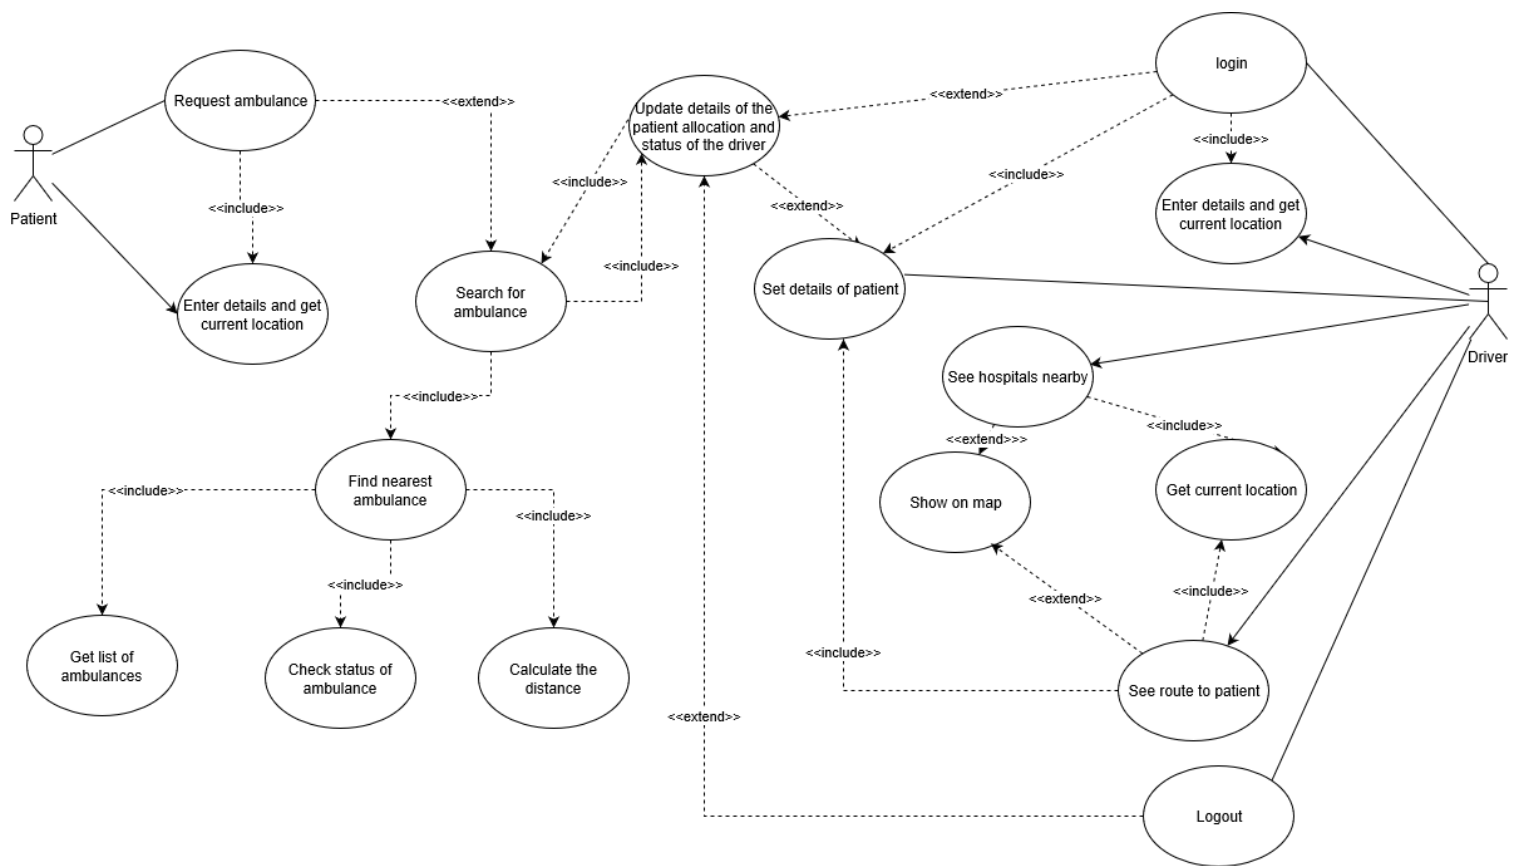 login
Request ambulance
<<extend>>
<<extend>>
Update details of the
patient allocation and
status of the driver
<<include>>
<<include>>
<<include>>
<<include>>
<<extend>>
Enter details and get
current location
Patient
<<include>>
<<include>>
Search for
ambulance
Set details of patient
Enter details and get
current location
Driver
See hospitals nearby
<<include>>
<<extend>>>
<<include>>
Find nearest
ambulance
<<include>>
<<include>>
Show on map
Get current location
<<include>>
<<extend>>
<<include>>
Get list of
ambulances
Check status of
ambulance
Calculate the
distance
<<include>>
See route to patient
<<extend>>
Logout